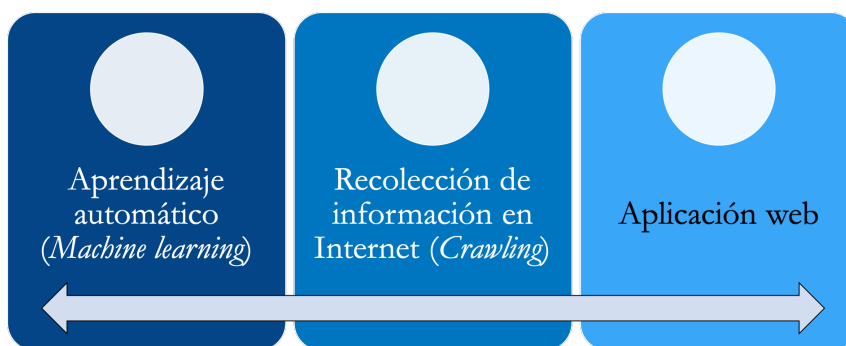 Aprendizaje
automático
(Machine learning)
Recolección de
información en
Internet (Crawling)
Aplicación web